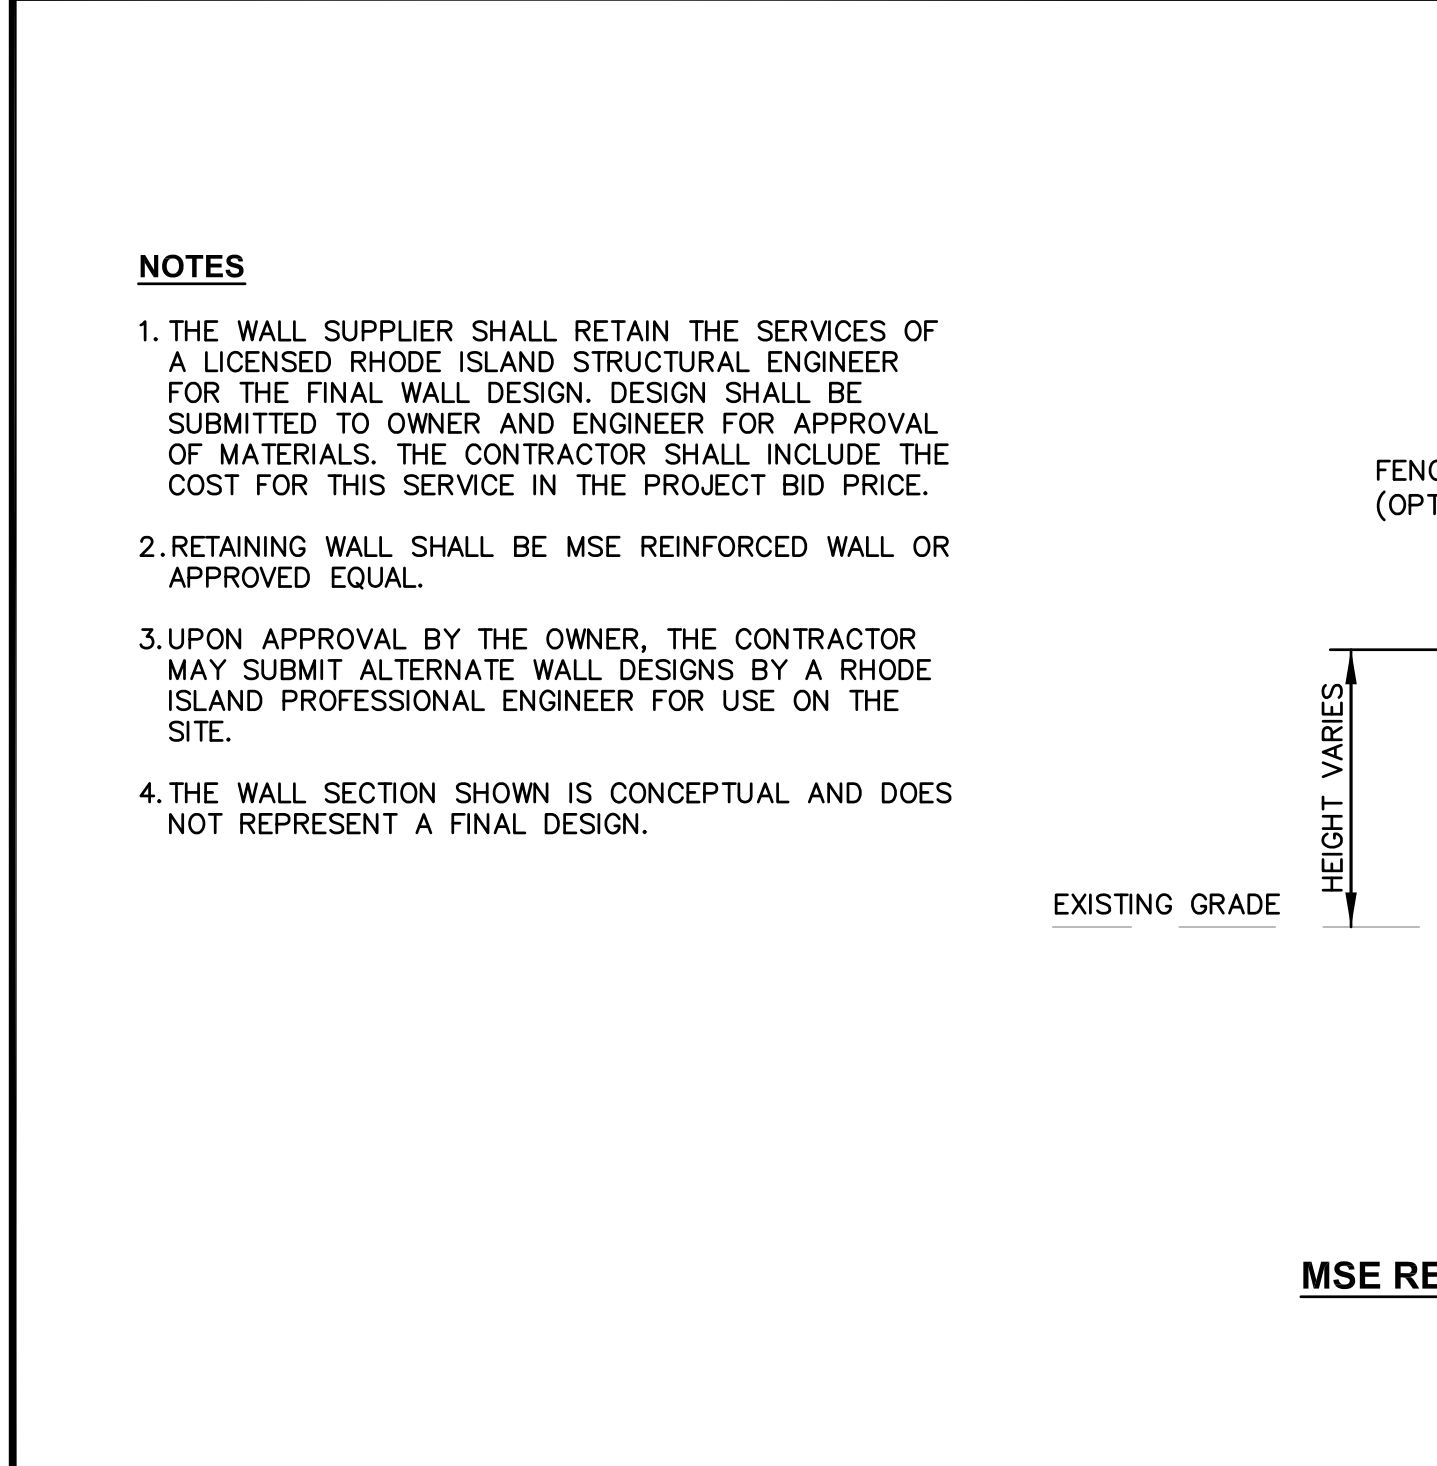 NOTES
1. THE WALL SUPPLIER SHALL RETAIN THE SERVICES OF
A LICENSED RHODE ISLAND STRUCTURAL ENGINEER
FOR THE FINAL WALL DESIGN. DESIGN SHALL BE
SUBMITTED TO OWNER AND ENGINEER FOR APPROVAL
OF MATERIALS. THE CONTRACTOR SHALL INCLUDE THE
COST FOR THIS SERVICE IN THE PROJECT BID PRICE.
2. RETAINING WALL SHALL BE MSE REINFORCED WALL OR
APPROVED EQUAL.
3. UPON APPROVAL BY THE OWNER, THE CONTRACTOR
MAY SUBMIT ALTERNATE WALL DESIGNS BY A RHODE
ISLAND PROFESSIONAL ENGINEER FOR USE ON THE
SITE.
4. THE WALL SECTION SHOWN IS CONCEPTUAL AND DOES
NOT REPRESENT A FINAL DESIGN.
HEIGHT VARIES
EXISTING GRADE
MSE